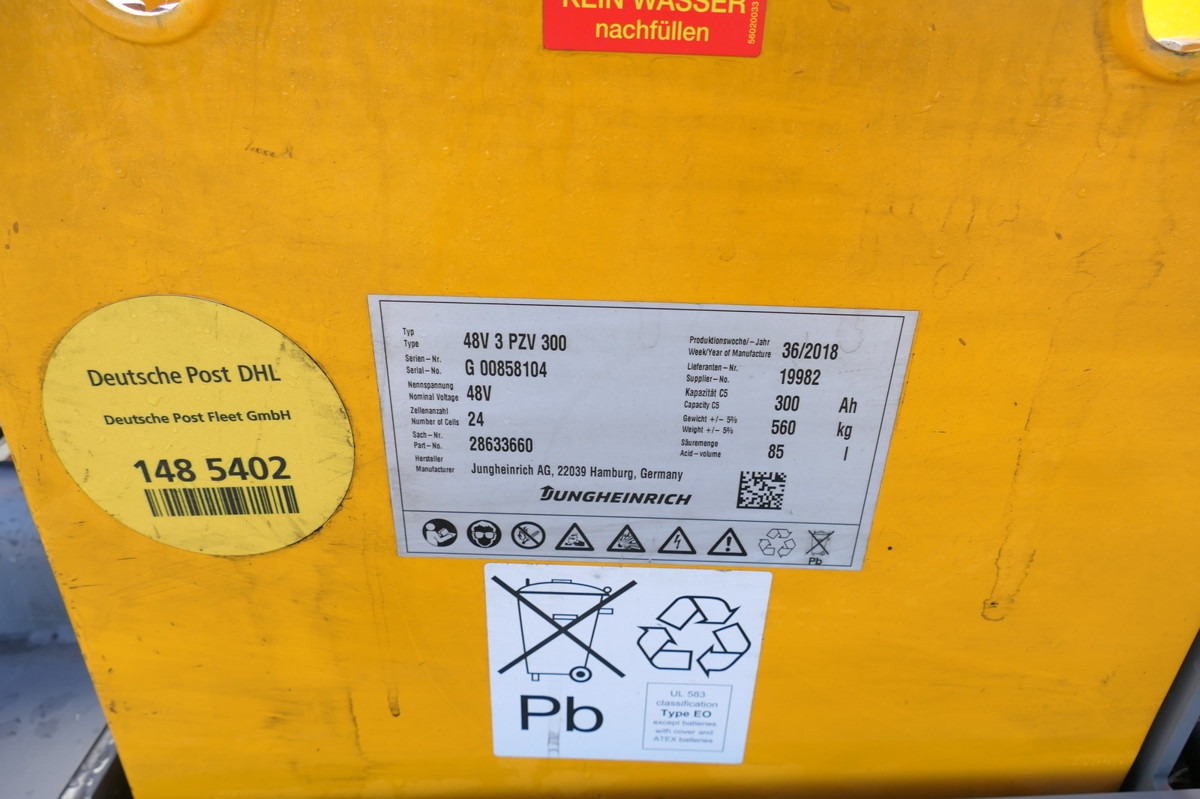 KEIN WASSER
nachfüllen
56020033
Deutsche Post DHL
Deutsche Post Fleet GmbH
148 5402
Typ
Type 48V 3 PZV 300
Serien-Nr.
Serial-No. G 00858104
Nennspannung
Nominal Voltage 48V
Zellenanzahl
Number of Cells 24
Sach-Nr.
Part-No. 28633660
Hersteller
Manufacturer Jungheinrich AG, 22039 Hamburg, Germany
Produktionswoche/-Jahr
Week/Year of Manufacture 36/2018
Lieferanten-Nr.
Supplier-No. 19982
Kapazität C5
Capacity C5 300 Ah
Gewicht +/- 5%
Weight +/- 5% 560 kg
Säuremenge
Acid-volume 85 l
JUNGHEINRICH
Pb
Pb
UL 583
classification
Type EO
except batteries
with cover and
ATEX batteries